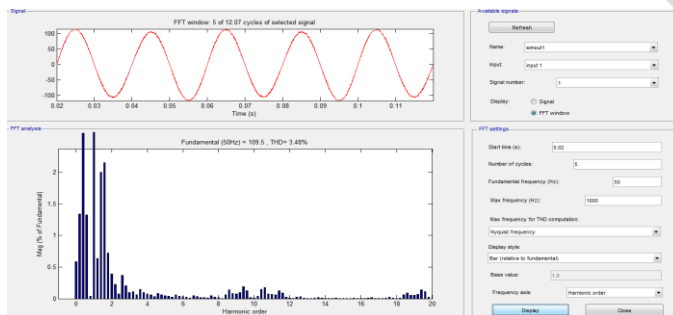 Signal
FFT window: 5 of 12.07 cycles of selected signal
100
50
0
-50
-100
0.02 0.03 0.04 0.05 0.06 0.07 0.08 0.09 0.1 0.11
Time (s)
FFT analysis
Fundamental (50Hz) = 109.5 , THD= 3.48%
Mag (% of Fundamental)
2.5
2
1.5
1
0.5
0
0 2 4 6 8 10 12 14 16 18 20
Harmonic order
Available signals
Refresh
Name:
Input:
input 1
Signal number:
1
Display:
Signal
FFT window
FFT settings
Start time (s):
0.02
Number of cycles:
5
Fundamental frequency (Hz):
50
Max frequency (Hz):
1000
Max frequency for THD computation:
Nyquist frequency
Display style:
Bar (relative to fundamental)
Base value:
1.0
Frequency axis:
Harmonic order
Display
Close